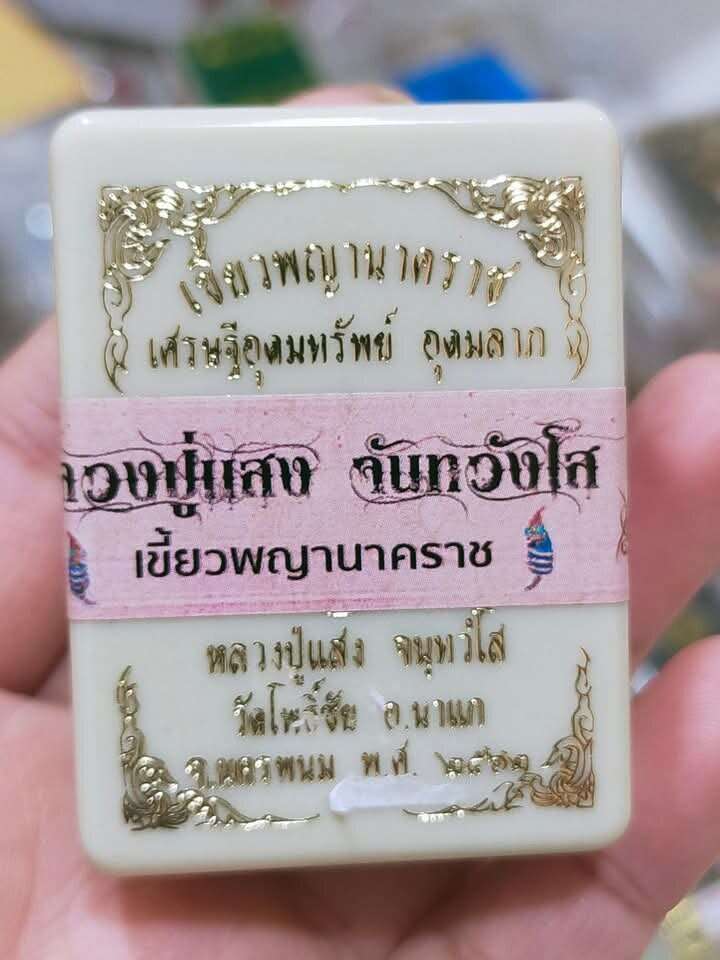 เขี้ยวพญานาคราช
เศรษฐีอุดมทรัพย์ อุดมลาภ
ลวงปู่แสง จันทวังโส
เขี้ยวพญานาคราช
หลวงปู่แสง จนฺทวํโส
วัดโพธิ์ชัย อ.นาแก
จ.นครพนม พ.ศ.